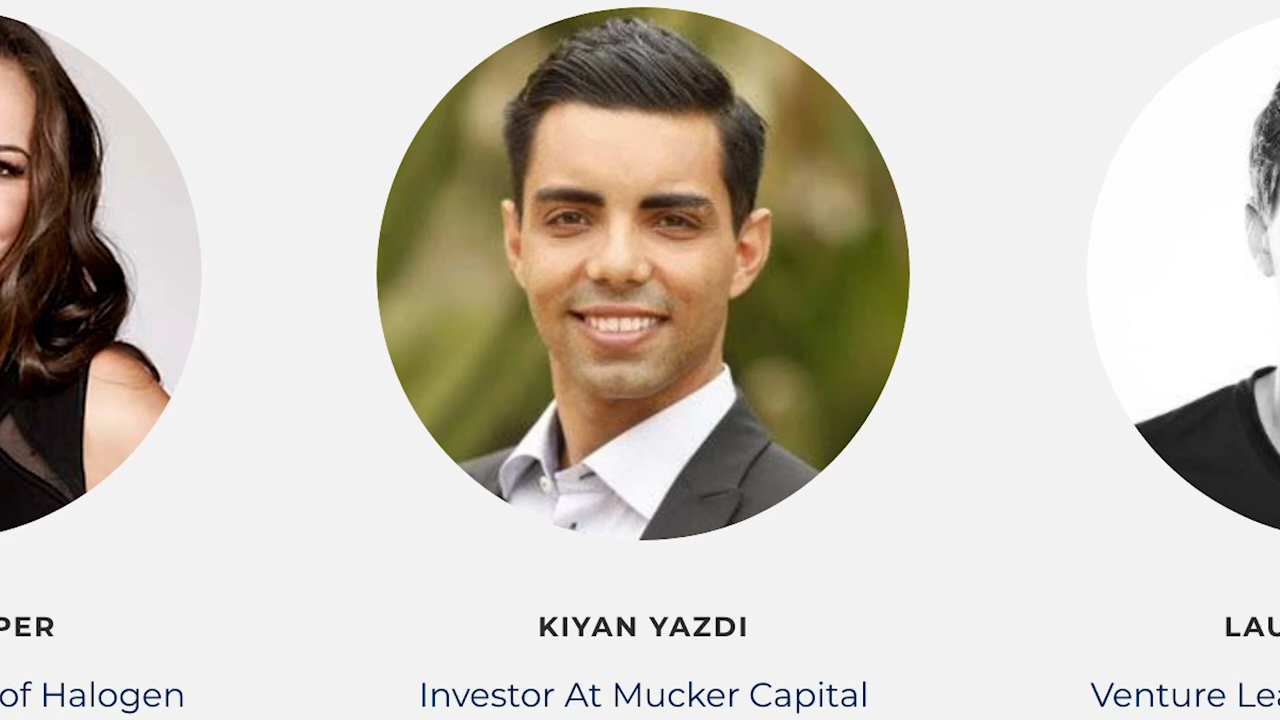 PER KIYAN YAZDI LAU
of Halogen Investor At Mucker Capital Venture Lea